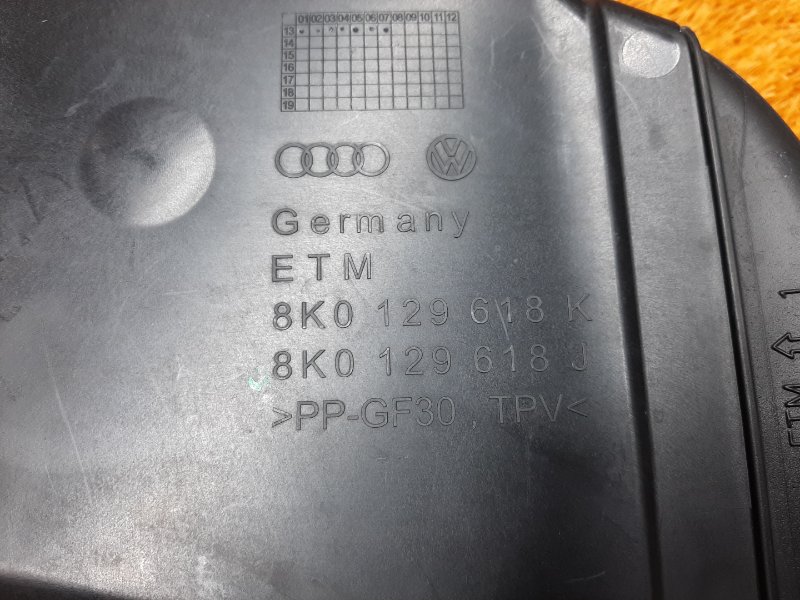 01 02 03 04 05 06 07 08 09 10 11 12
13
14
15
16
17
18
19
Germany
ETM
8K0 129 618 K
8K0 129 618 J
>PP-GF30, TPV<
ETM ⇧ 1